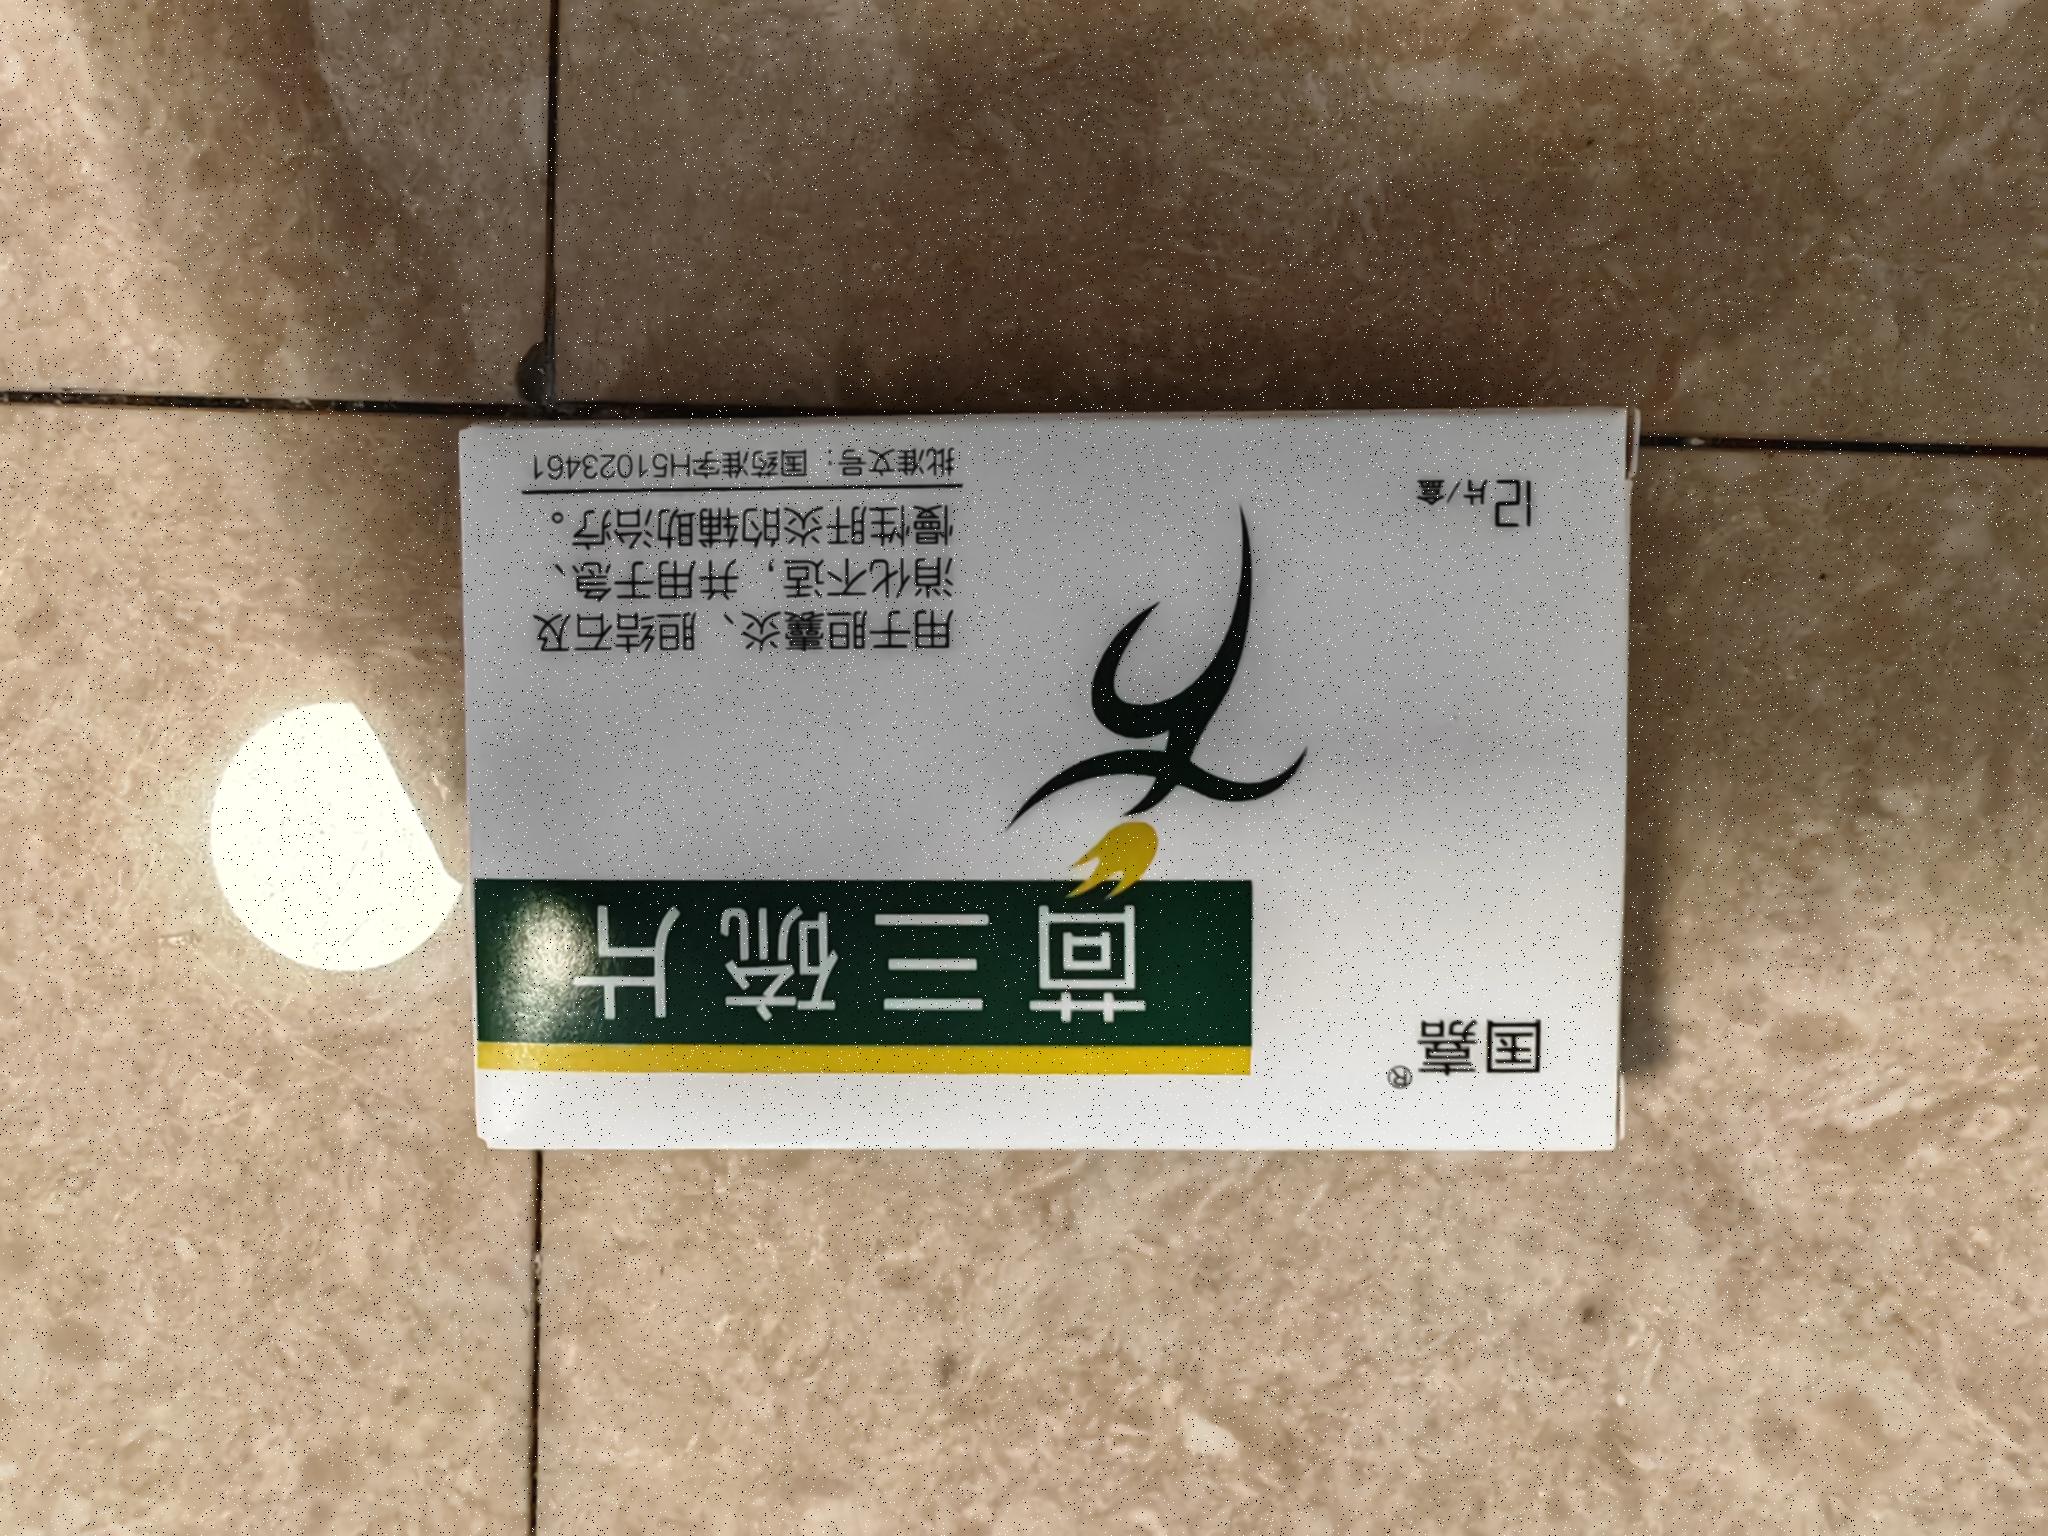 国嘉®
茴三硫片
用于胆囊炎、胆结石及
消化不适，并用于急、
慢性肝炎的辅助治疗。
批准文号：国药准字H51023461
12片/盒